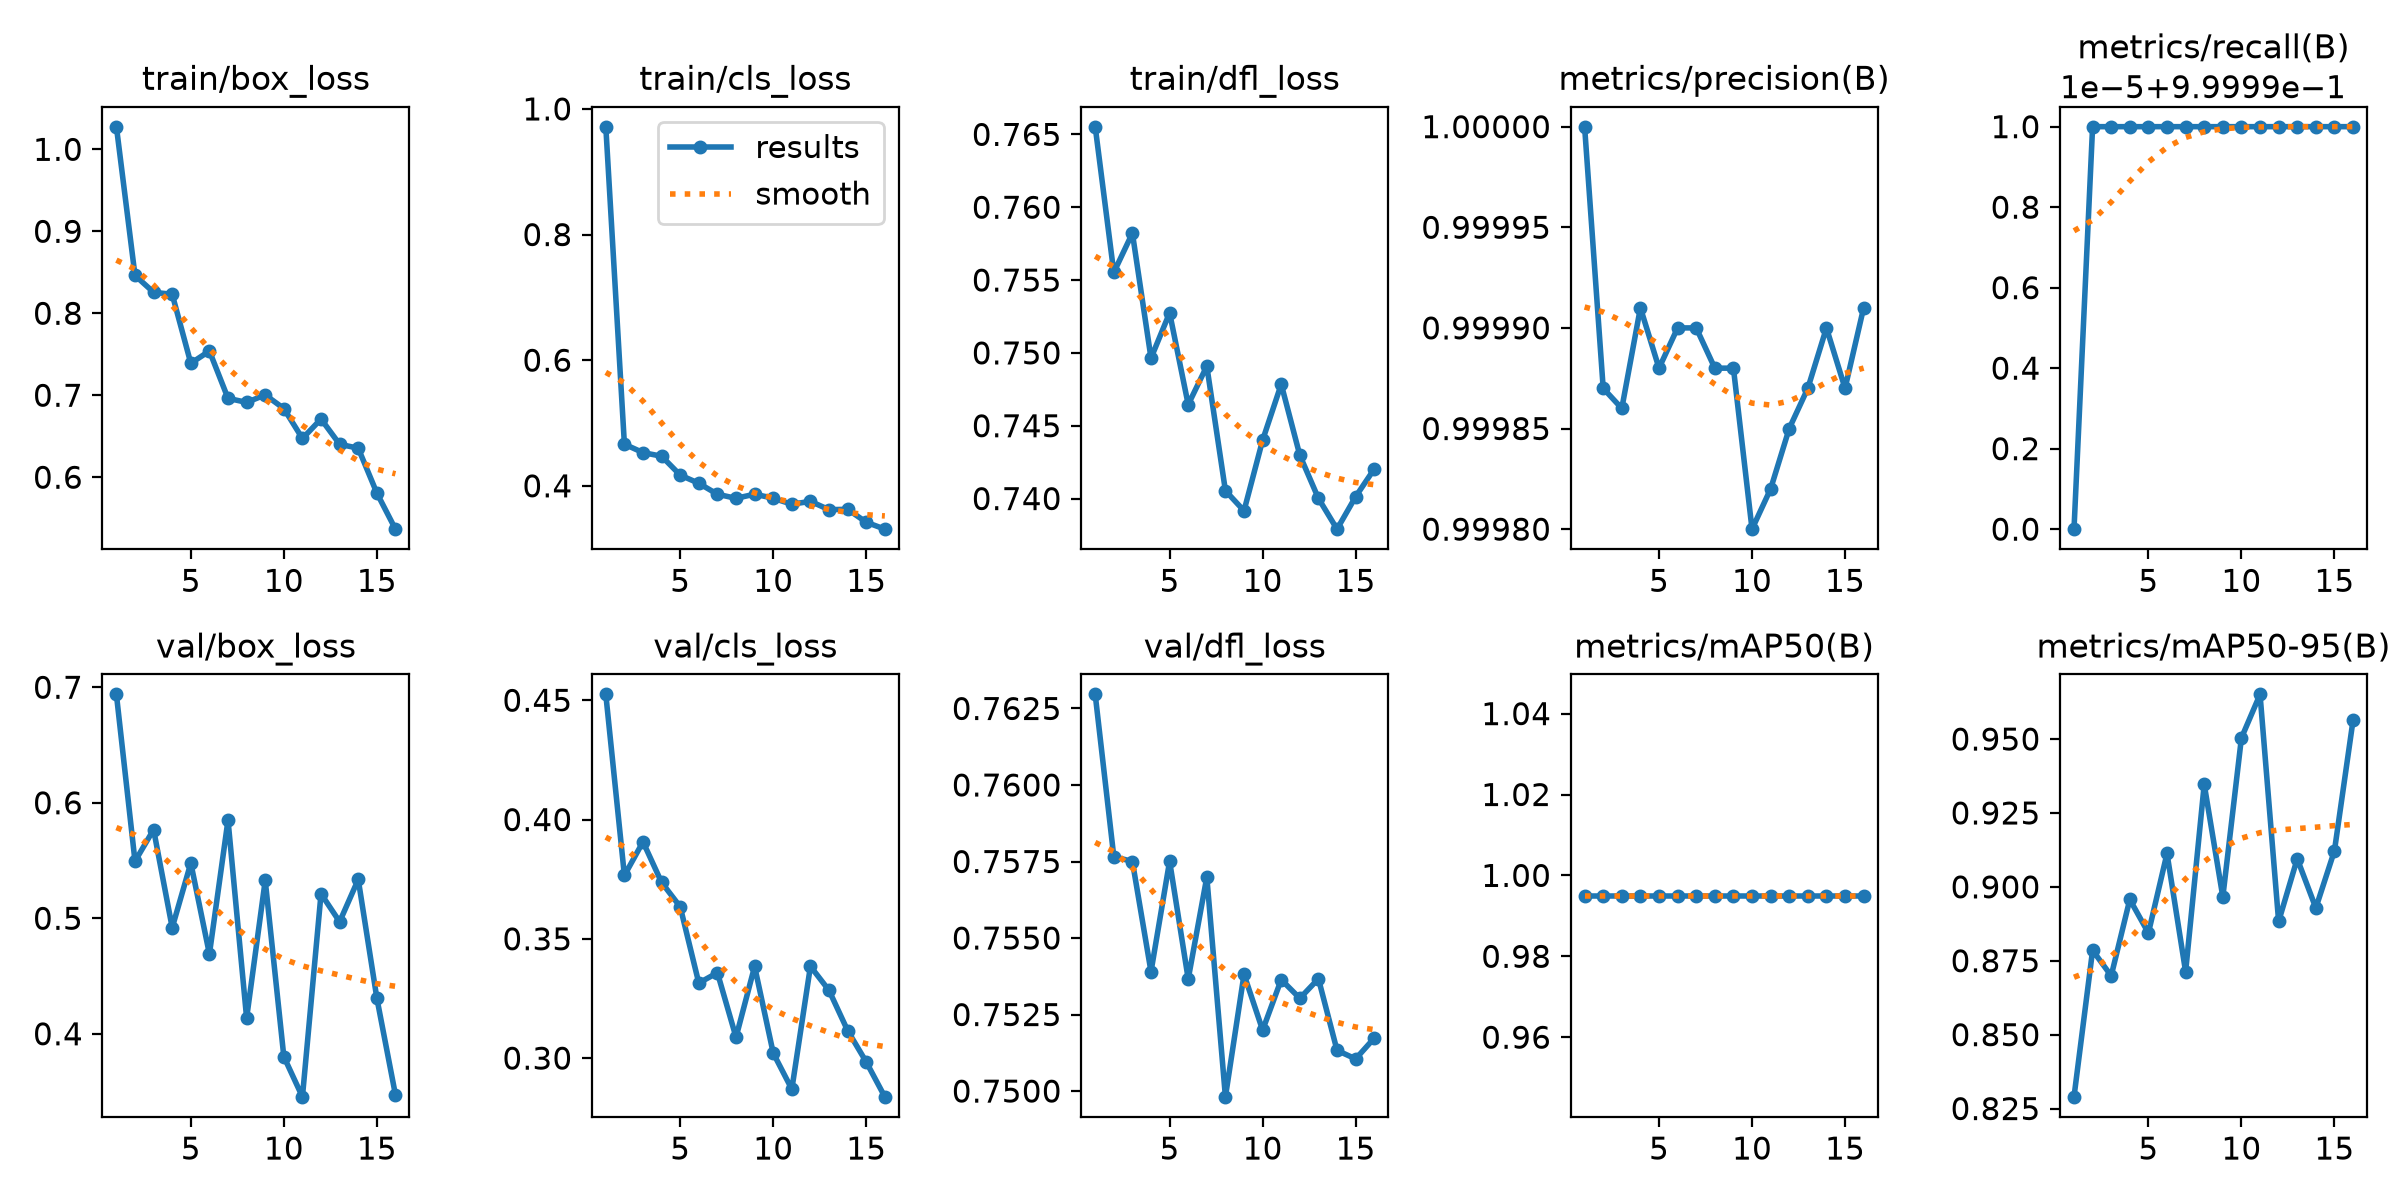 train/box_loss
1.0
0.9
0.8
0.7
0.6
5 10 15
train/cls_loss
1.0
0.8
0.6
0.4
results
smooth
5 10 15
train/dfl_loss
0.765
0.760
0.755
0.750
0.745
0.740
5 10 15
metrics/precision(B)
1.00000
0.99995
0.99990
0.99985
0.99980
5 10 15
metrics/recall(B)
1e−5+9.9999e−1
1.0
0.8
0.6
0.4
0.2
0.0
5 10 15
val/box_loss
0.7
0.6
0.5
0.4
5 10 15
val/cls_loss
0.45
0.40
0.35
0.30
5 10 15
val/dfl_loss
0.7625
0.7600
0.7575
0.7550
0.7525
0.7500
5 10 15
metrics/mAP50(B)
1.04
1.02
1.00
0.98
0.96
5 10 15
metrics/mAP50-95(B)
0.950
0.925
0.900
0.875
0.850
0.825
5 10 15